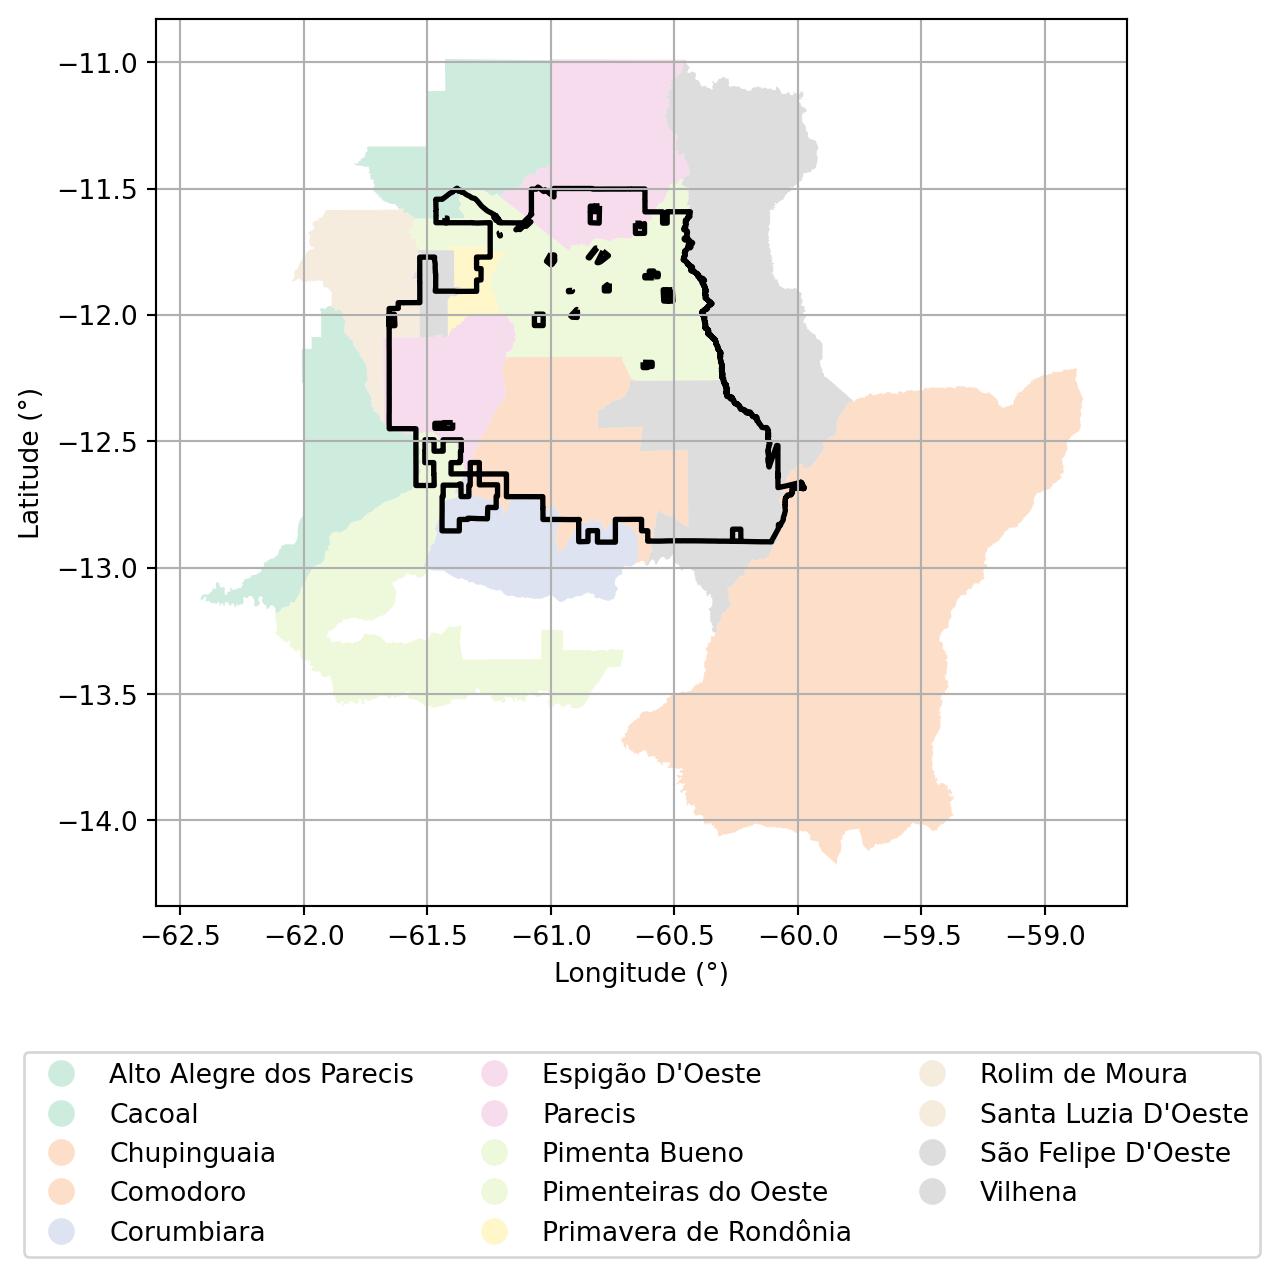 −11.0
−11.5
−12.0
−12.5
−13.0
−13.5
−14.0
Latitude (°)
−62.5 −62.0 −61.5 −61.0 −60.5 −60.0 −59.5 −59.0
Longitude (°)
Alto Alegre dos Parecis
Cacoal
Chupinguaia
Comodoro
Corumbiara
Espigão D'Oeste
Parecis
Pimenta Bueno
Pimenteiras do Oeste
Primavera de Rondônia
Rolim de Moura
Santa Luzia D'Oeste
São Felipe D'Oeste
Vilhena